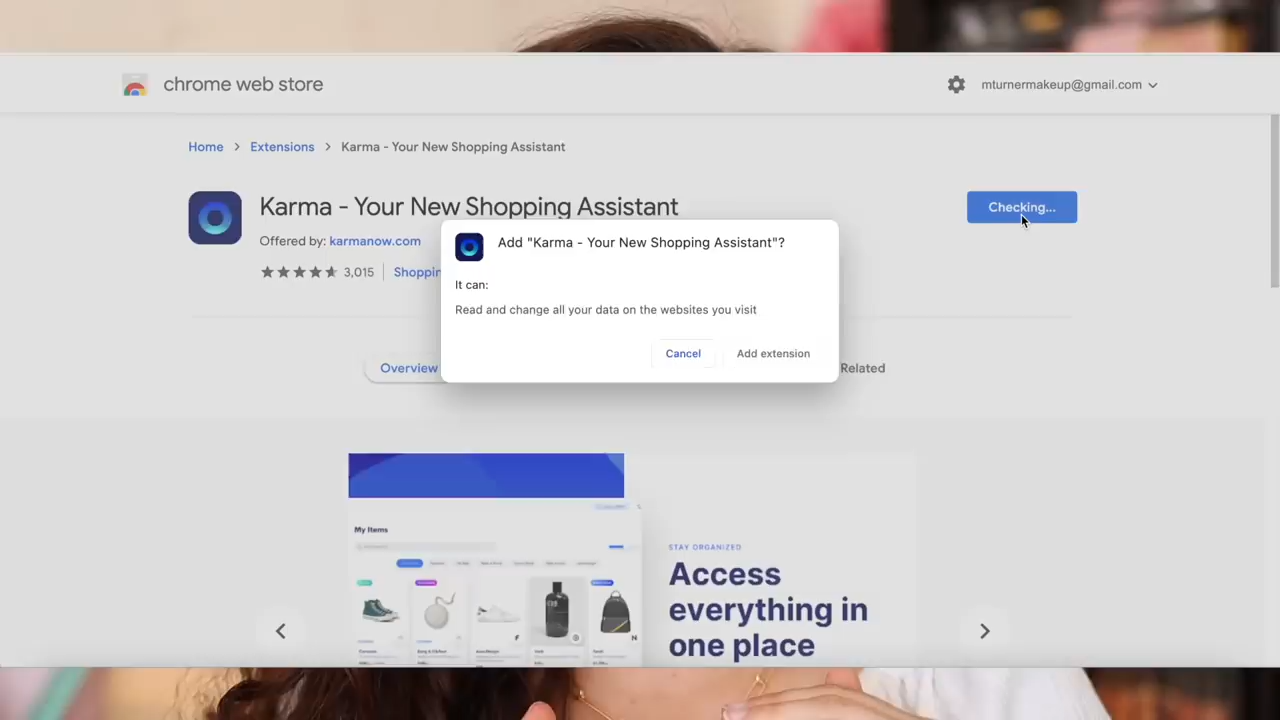 chrome web store
mturnermakeup@gmail.com
Home
Extensions
Karma - Your New Shopping Assistant
Karma - Your New Shopping Assistant
Checking...
Offered by: karmanow.com
3,015
Shoppin
Add "Karma - Your New Shopping Assistant"?
It can:
Read and change all your data on the websites you visit
Cancel
Add extension
Overview
Related
My Items
STAY ORGANIZED
Access
everything in
one place